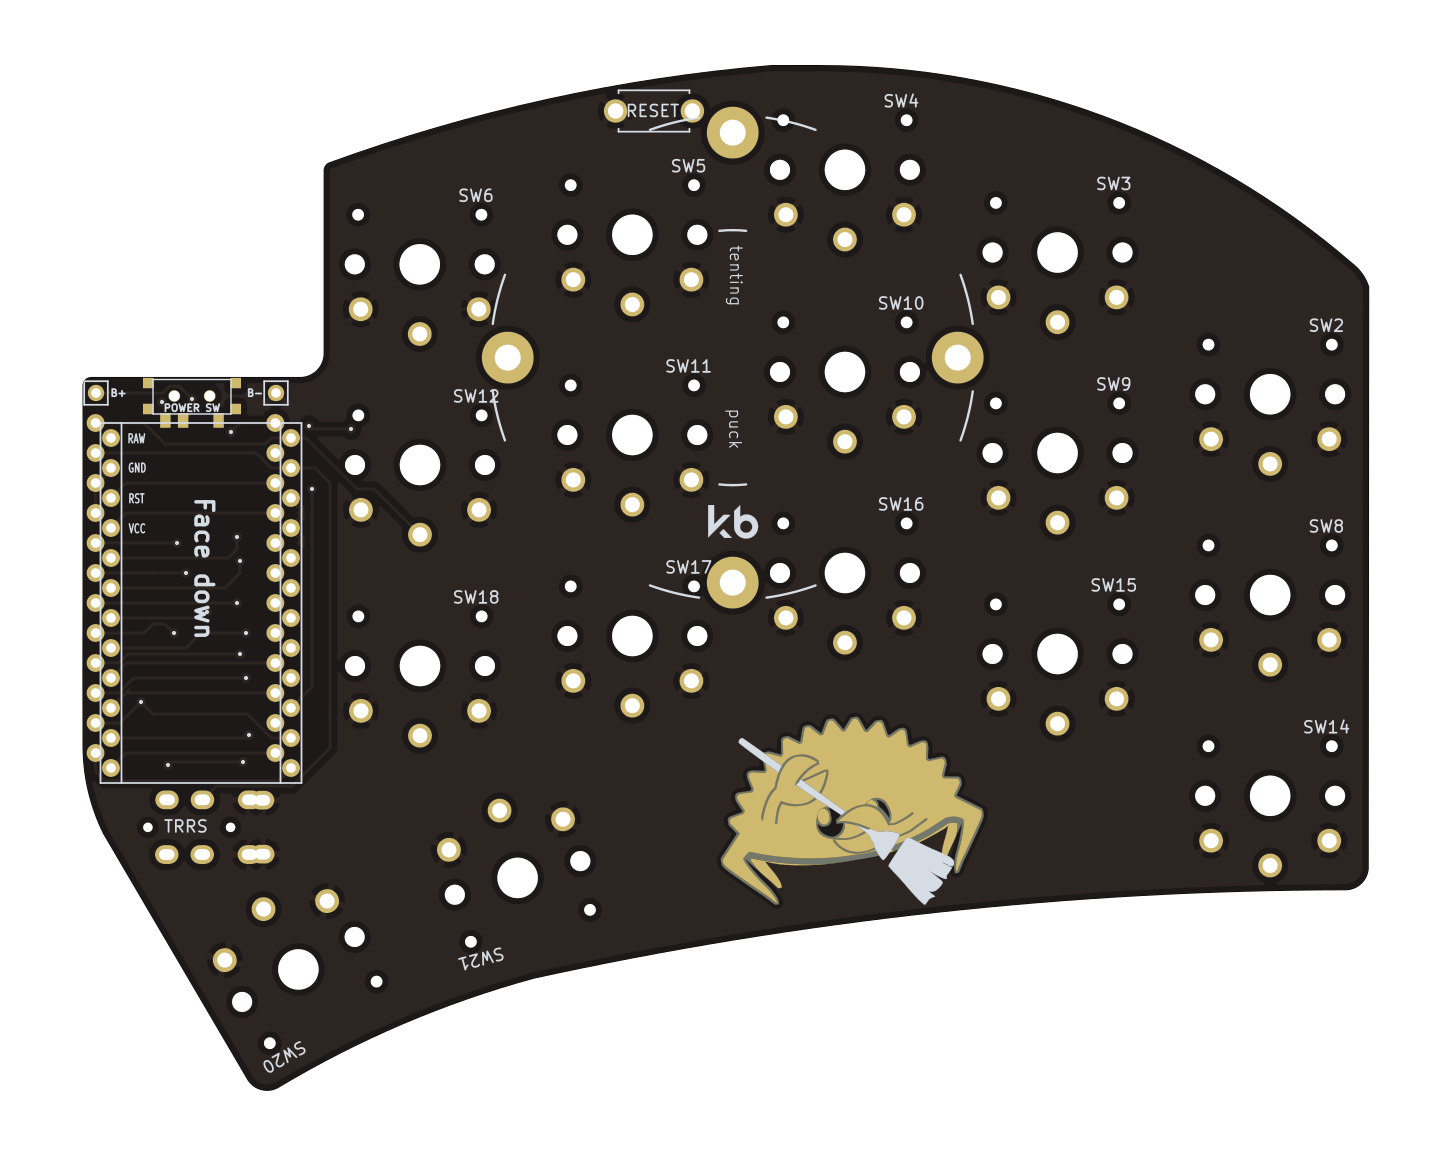 SW4
RESET
SW5
SW3
SW6
tenting
SW10
SW2
SW11
SW9
B+
B-
SW12
POWER SW
puck
RAW
GND
RST
VCC
Face down
SW16
kb
SW8
SW17
SW15
SW18
SW14
TRRS
SW21
SW20